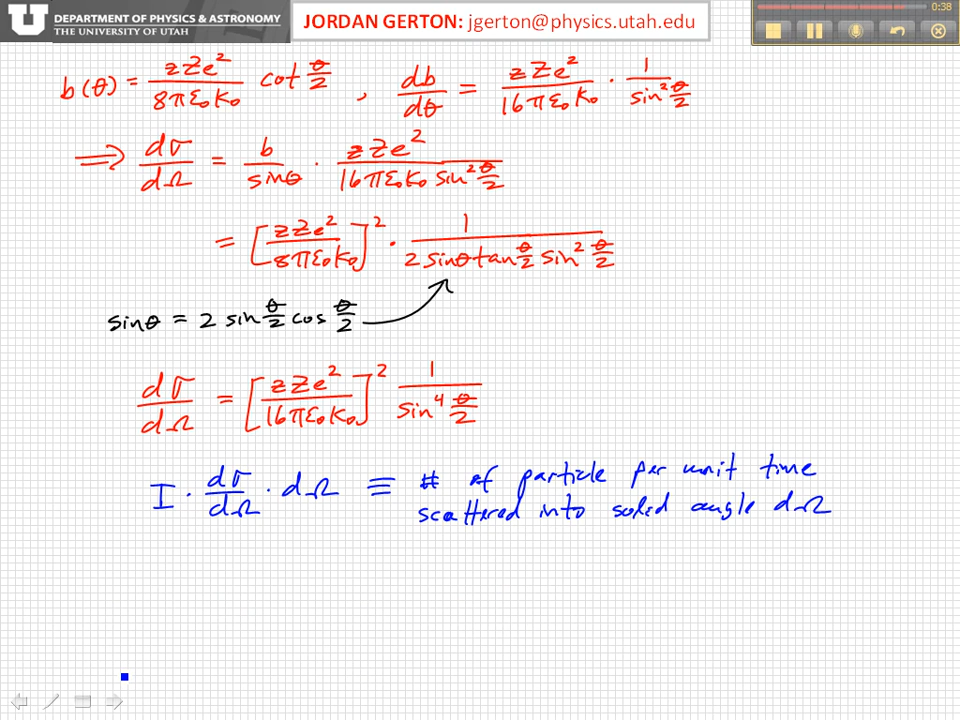 U DEPARTMENT OF PHYSICS & ASTRONOMY
THE UNIVERSITY OF UTAH
JORDAN GERTON: jgerton@physics.utah.edu
0:38
b(θ) = zZe²/8πε₀K₀ cot θ/2 , db/dθ = zZe²/16πε₀K₀ · 1/sin² θ/2
⟹ dσ/dΩ = b/sinθ · zZe²/16πε₀K₀ sin² θ/2
= [zZe²/8πε₀K₀]² · 1/2 sinθ tan θ/2 sin² θ/2
sinθ = 2 sin θ/2 cos θ/2
dσ/dΩ = [zZe²/16πε₀K₀]² 1/sin⁴ θ/2
I · dσ/dΩ · dΩ ≡ # of particle per unit time
scattered into solid angle dΩ